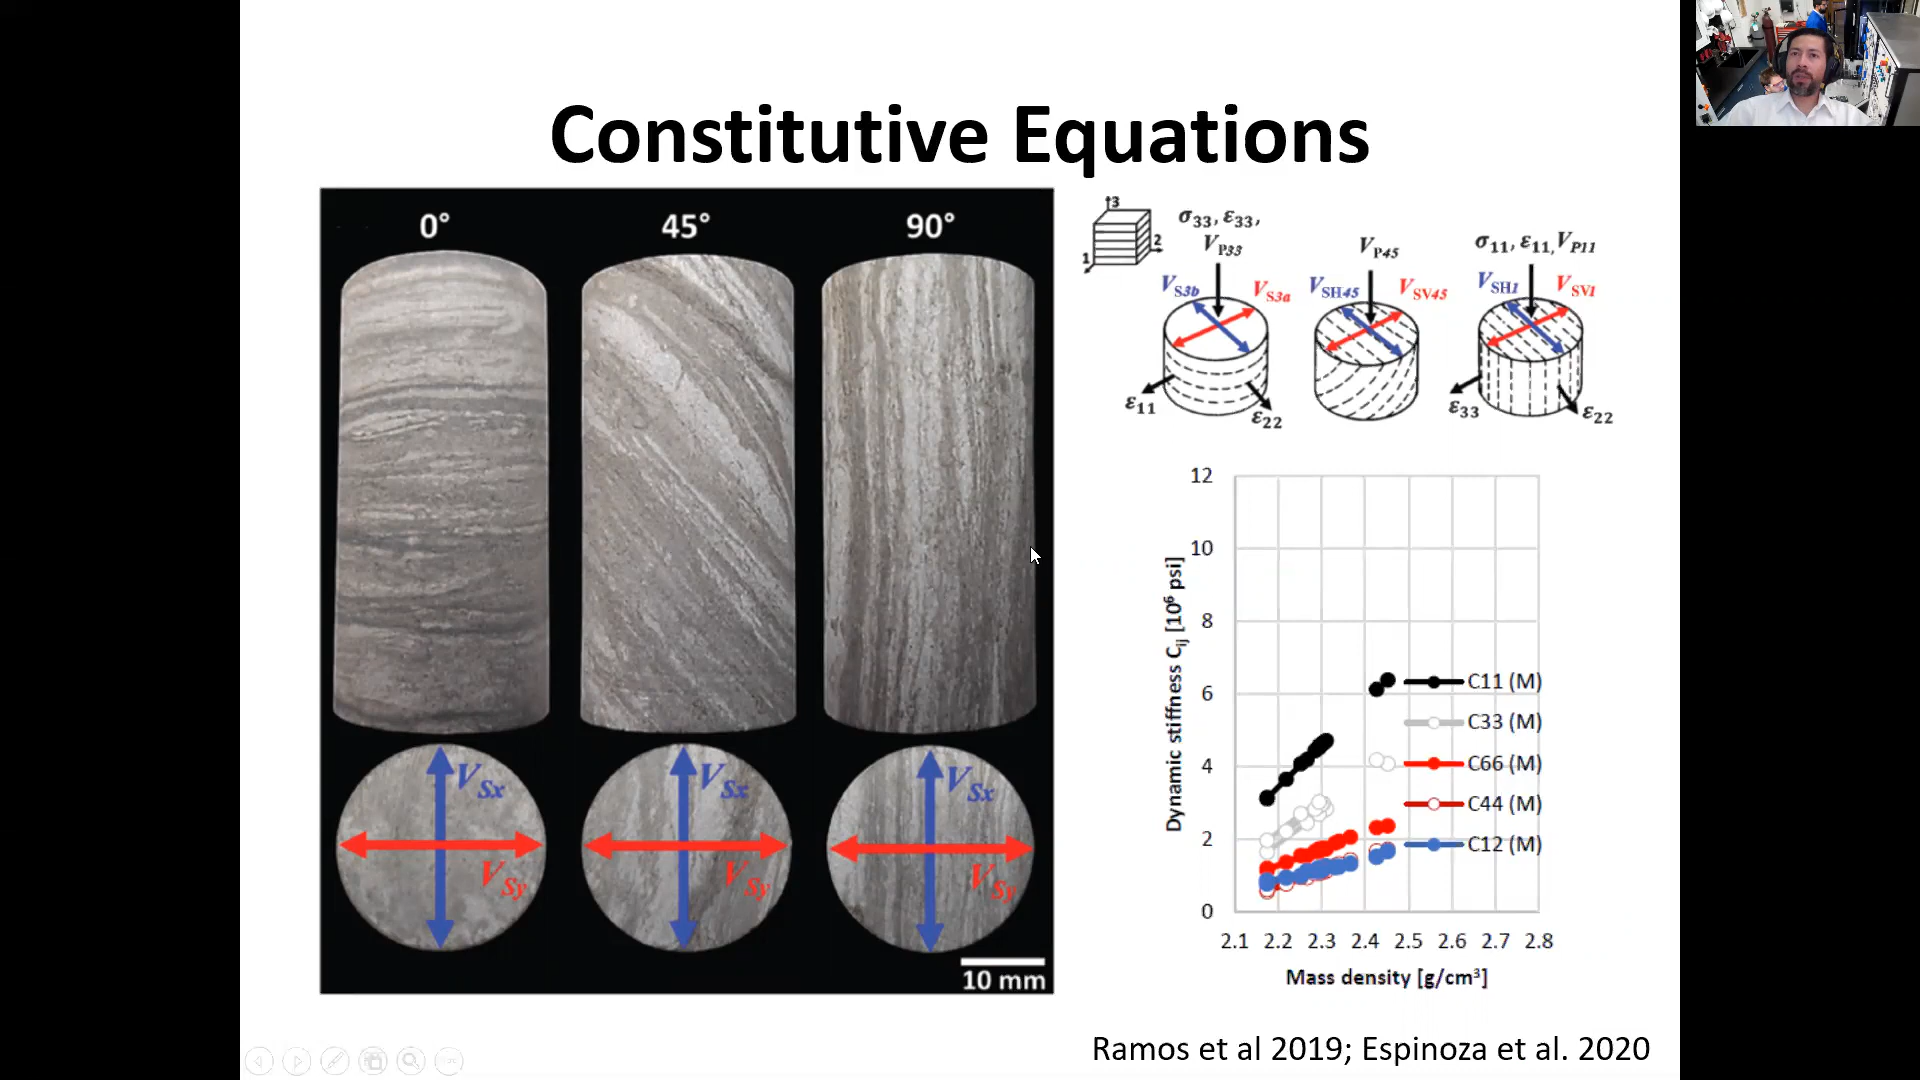 Constitutive Equations
0°
45°
90°
V_Sx
V_Sx
V_Sx
V_Sy
V_Sy
V_Sy
10 mm
3
2
1
σ33, ε33,
V_P33
V_S3b
V_S3a
ε11
ε22
V_P45
V_SH45
V_SV45
σ11, ε11, V_P11
V_SH1
V_SV1
ε33
ε22
Dynamic stiffness C_ij [10⁶ psi]
12
10
8
6
4
2
0
2.1 2.2 2.3 2.4 2.5 2.6 2.7 2.8
Mass density [g/cm³]
C11 (M)
C33 (M)
C66 (M)
C44 (M)
C12 (M)
Ramos et al 2019; Espinoza et al. 2020